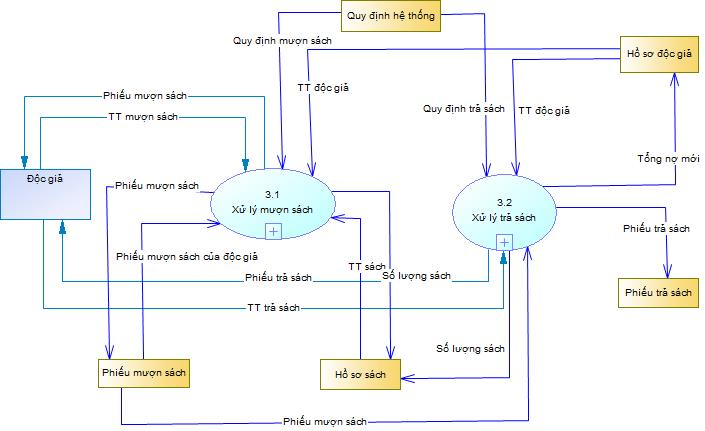 Quy định hệ thống
Quy định mượn sách
Hồ sơ độc giả
TT độc giả
Phiếu mượn sách
Quy định trả sách
TT độc giả
TT mượn sách
Tổng nợ mới
Độc giả
Phiếu mượn sách
3.1
Xử lý mượn sách
3.2
Xử lý trả sách
Phiếu trả sách
Phiếu mượn sách của độc giả
TT sách
Phiếu trả sách
Số lượng sách
Phiếu trả sách
TT trả sách
Số lượng sách
Phiếu mượn sách
Hồ sơ sách
Phiếu mượn sách